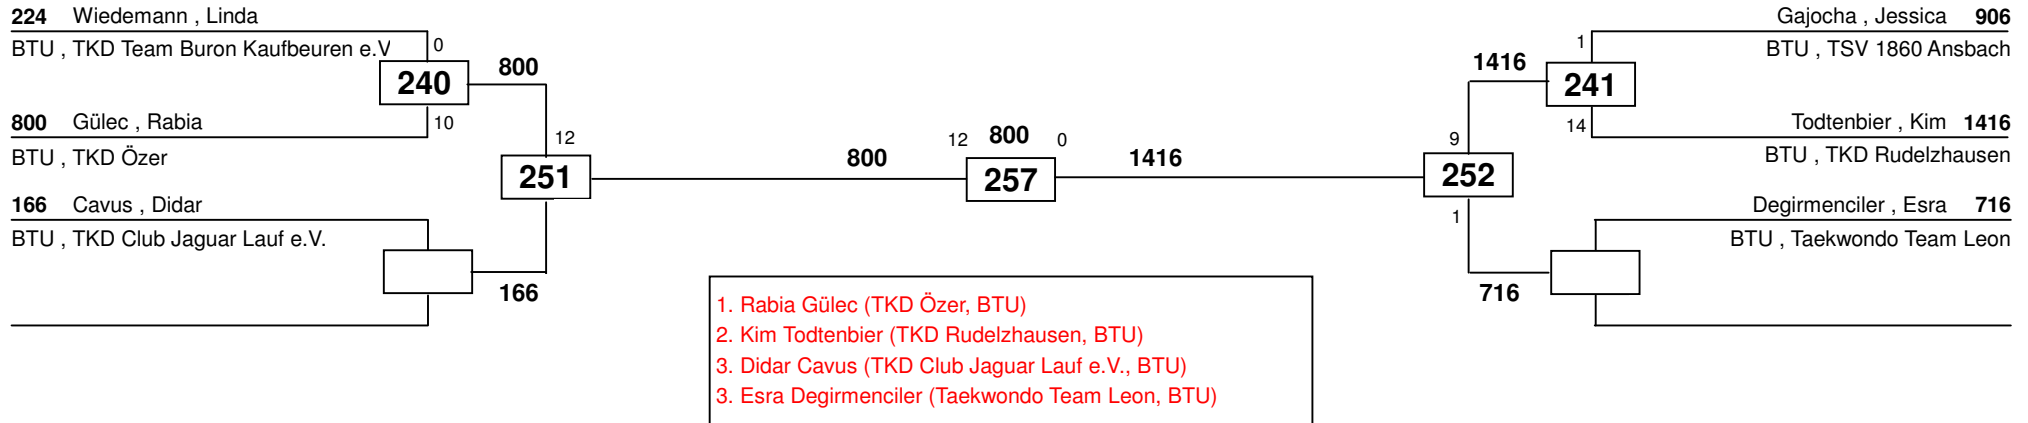 224 Wiedemann , Linda
BTU , TKD Team Buron Kaufbeuren e.V
0
240
800
10
800 Gülec , Rabia
BTU , TKD Özer
12
251
166 Cavus , Didar
BTU , TKD Club Jaguar Lauf e.V.
166
800
12 800 0
257
1416
Gajocha , Jessica 906
BTU , TSV 1860 Ansbach
1
1416
241
14
Todtenbier , Kim 1416
BTU , TKD Rudelzhausen
9
252
1
Degirmenciler , Esra 716
BTU , Taekwondo Team Leon
716
1. Rabia Gülec (TKD Özer, BTU)
2. Kim Todtenbier (TKD Rudelzhausen, BTU)
3. Didar Cavus (TKD Club Jaguar Lauf e.V., BTU)
3. Esra Degirmenciler (Taekwondo Team Leon, BTU)